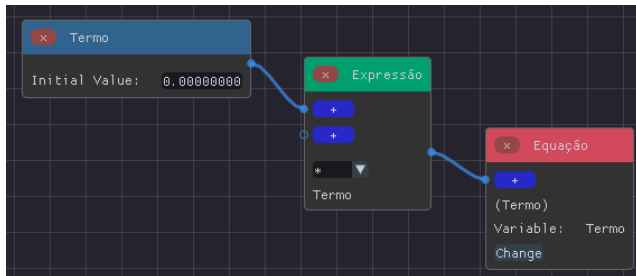 × Termo
Initial Value: 0.00000000
× Expressão
+
+
* ▼
Termo
× Equação
+
(Termo)
Variable: Termo
Change